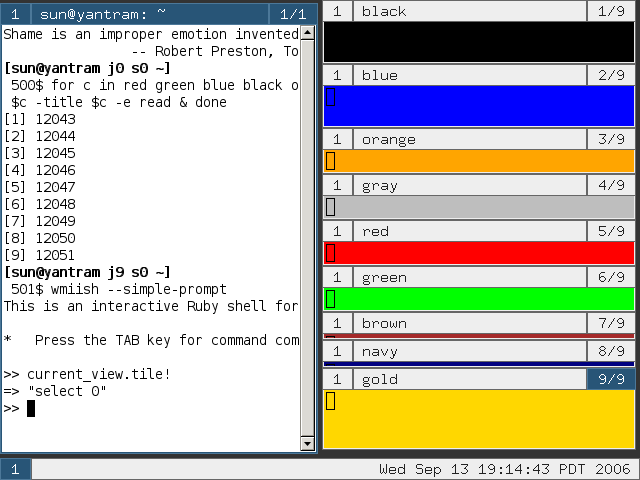 1 sun@yantram: ~ 1/1
Shame is an improper emotion invented
-- Robert Preston, To
[sun@yantram j0 s0 ~]
500$ for c in red green blue black o
$c -title $c -e read & done
[1] 12043
[2] 12044
[3] 12045
[4] 12046
[5] 12047
[6] 12048
[7] 12049
[8] 12050
[9] 12051
[sun@yantram j9 s0 ~]
501$ wmiish --simple-prompt
This is an interactive Ruby shell for
* Press the TAB key for command com
>> current_view.tile!
=> "select 0"
>>
1 black 1/9
1 blue 2/9
1 orange 3/9
1 gray 4/9
1 red 5/9
1 green 6/9
1 brown 7/9
1 navy 8/9
1 gold 9/9
1 Wed Sep 13 19:14:43 PDT 2006